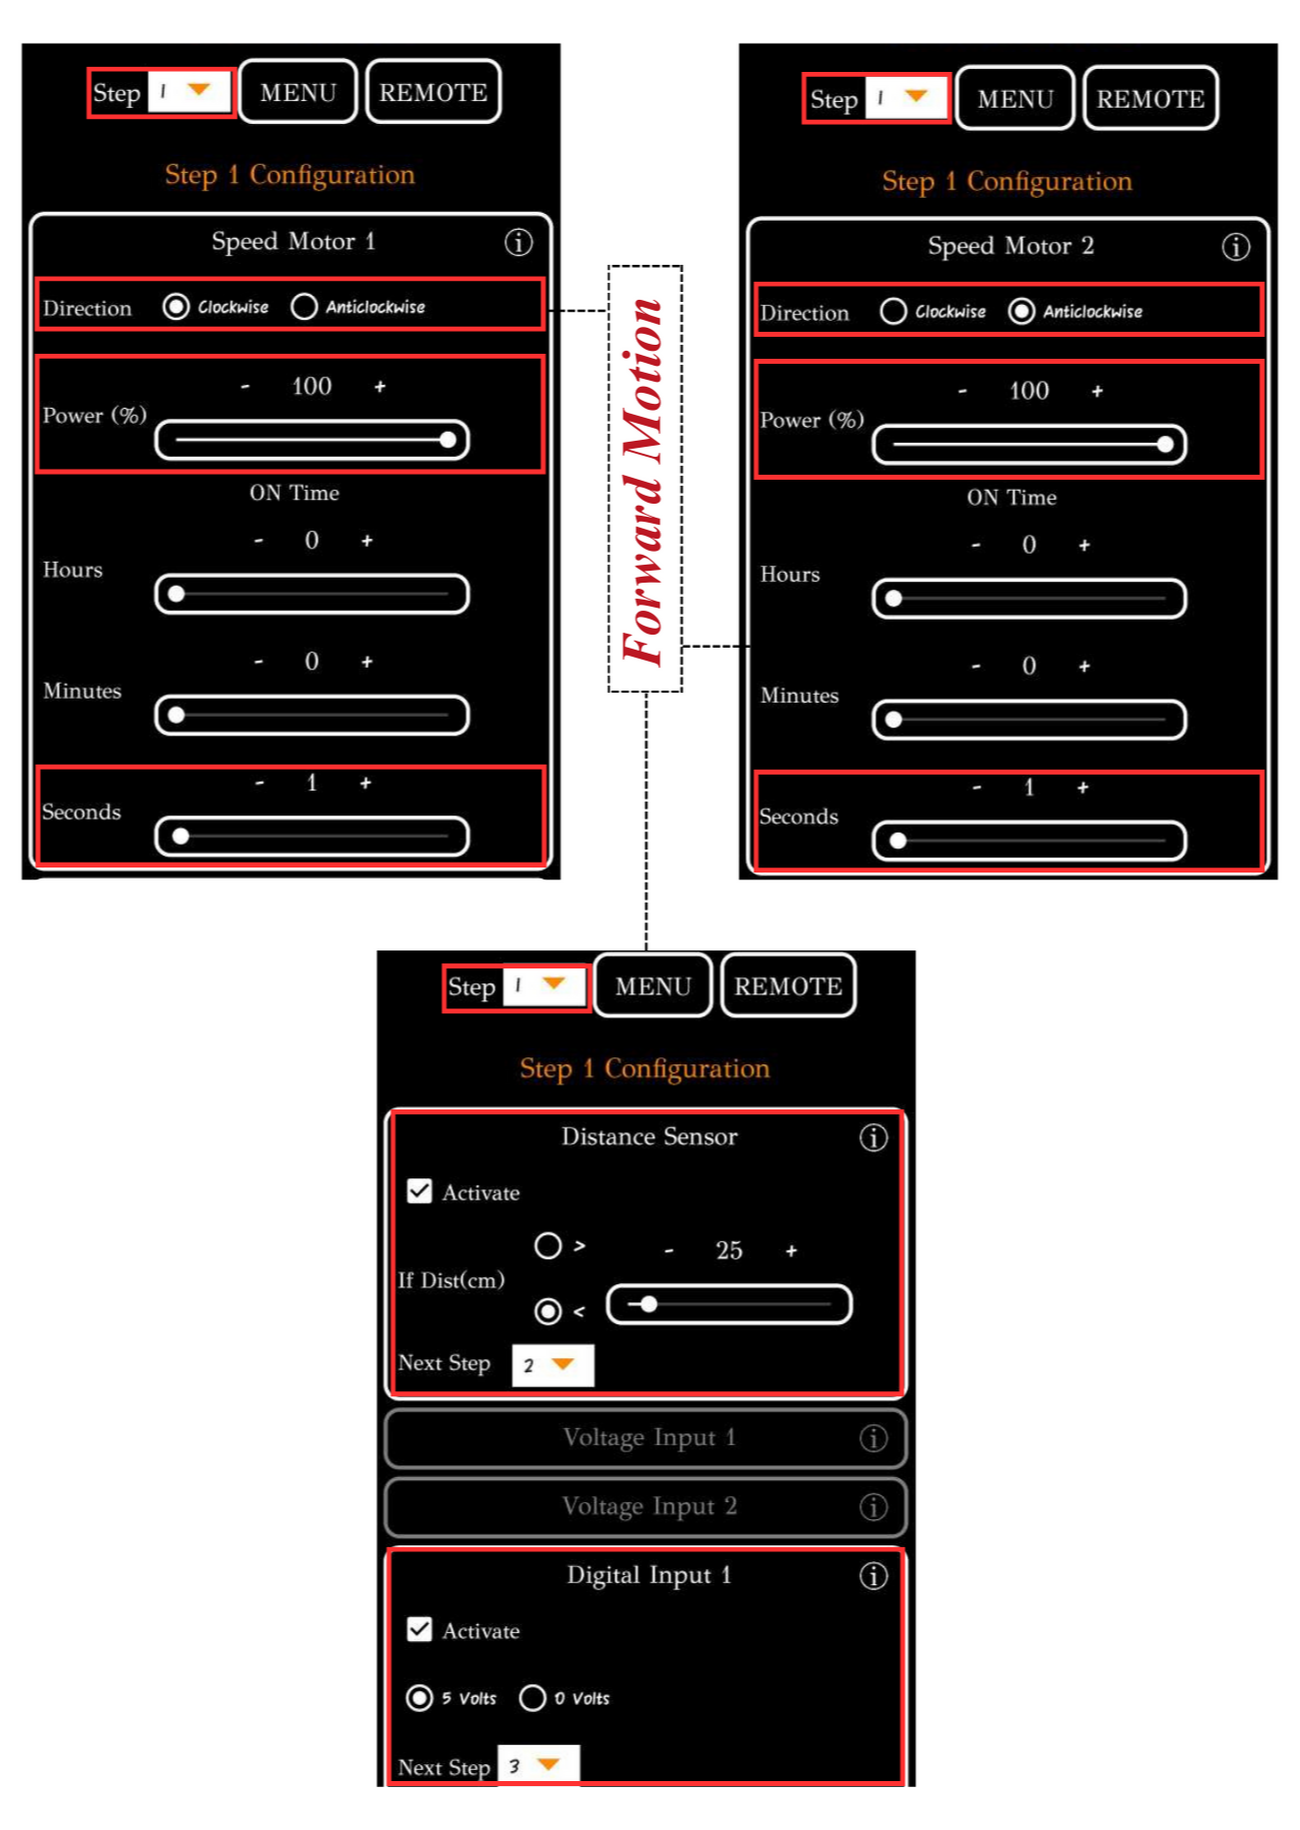 Step 1 MENU REMOTE
Step 1 Configuration
Speed Motor 1 i
Direction Clockwise Anticlockwise
- 100 +
Power (%)
ON Time
- 0 +
Hours
- 0 +
Minutes
- 1 +
Seconds
Forward Motion
Step 1 MENU REMOTE
Step 1 Configuration
Speed Motor 2 i
Direction Clockwise Anticlockwise
- 100 +
Power (%)
ON Time
- 0 +
Hours
- 0 +
Minutes
- 1 +
Seconds
Step 1 MENU REMOTE
Step 1 Configuration
Distance Sensor i
Activate
> - 25 +
If Dist(cm)
<
Next Step 2
Voltage Input 1 i
Voltage Input 2 i
Digital Input 1 i
Activate
5 Volts 0 Volts
Next Step 3